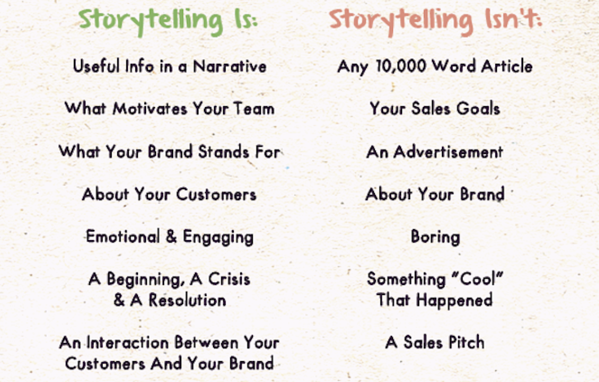 Storytelling Is:
Storytelling Isn't:
Useful Info in a Narrative
Any 10,000 Word Article
What Motivates Your Team
Your Sales Goals
What Your Brand Stands For
An Advertisement
About Your Customers
About Your Brand
Emotional & Engaging
Boring
A Beginning, A Crisis
& A Resolution
Something "Cool"
That Happened
An Interaction Between Your
Customers And Your Brand
A Sales Pitch